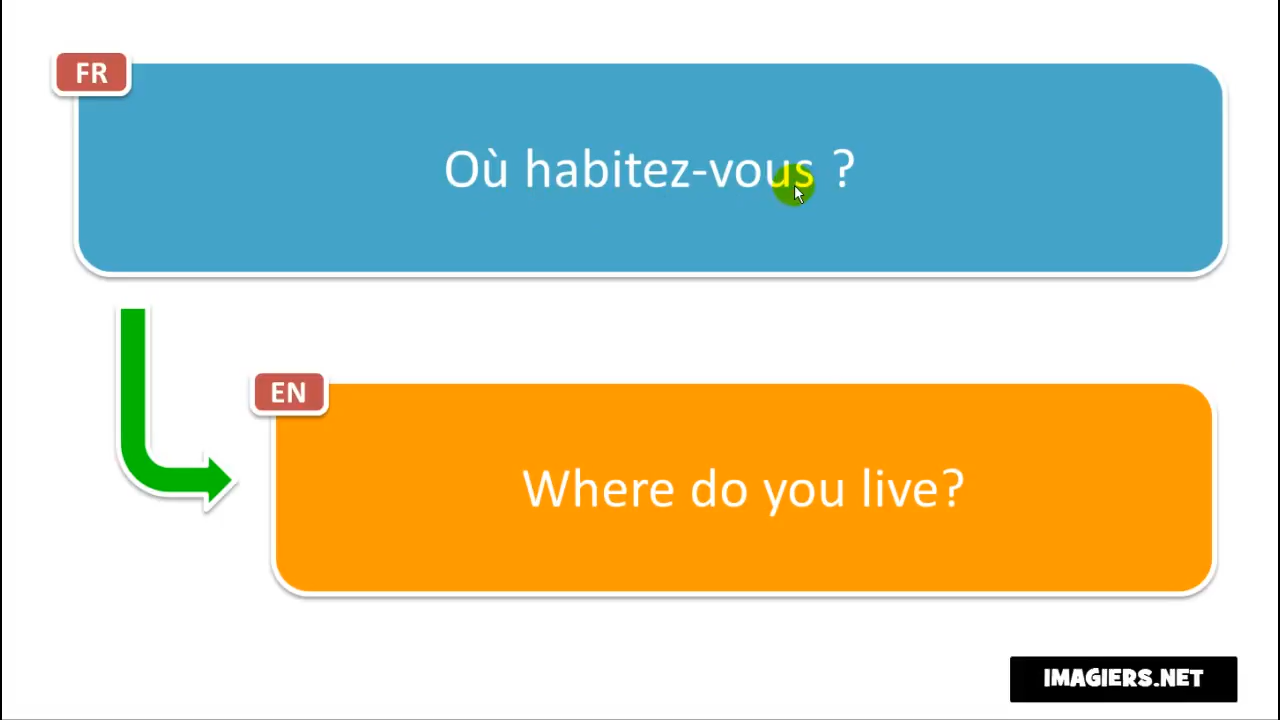 FR
Où habitez-vous ?
EN
Where do you live?
IMAGIERS.NET